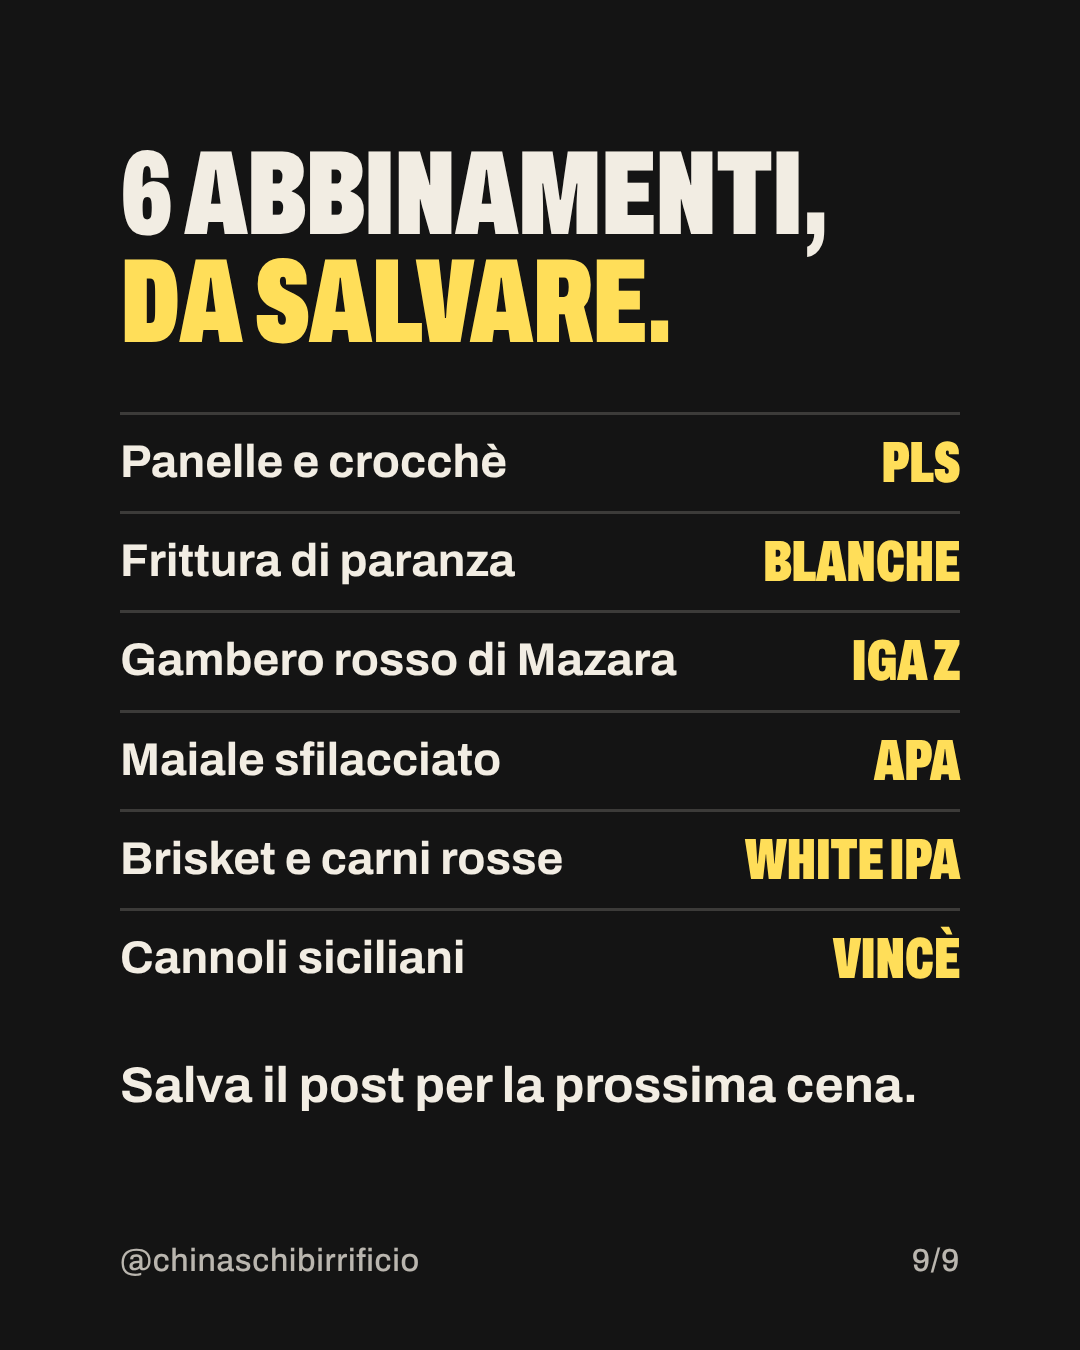 6 ABBINAMENTI,
DA SALVARE.
Panelle e crocchè PLS
Frittura di paranza BLANCHE
Gambero rosso di Mazara IGA Z
Maiale sfilacciato APA
Brisket e carni rosse WHITE IPA
Cannoli siciliani VINCÈ
Salva il post per la prossima cena.
@chinaschibirrificio 9/9